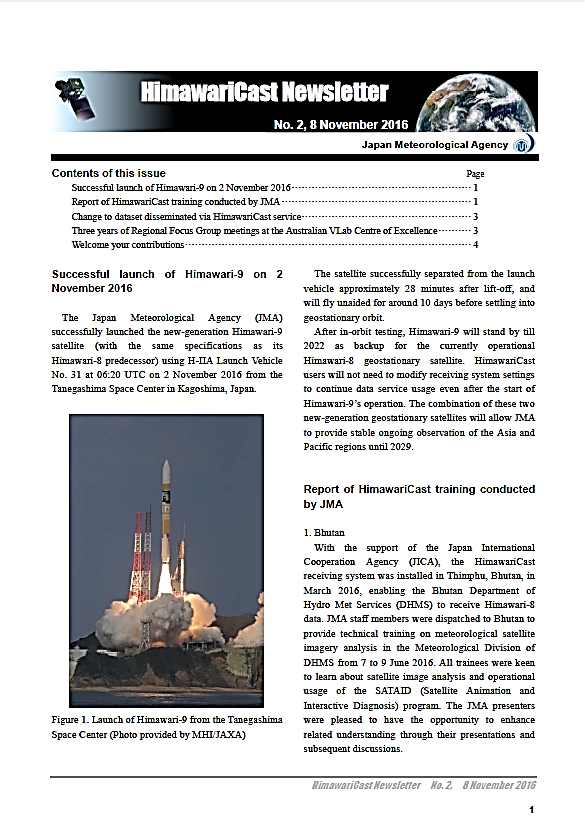 HimawariCast Newsletter
No. 2, 8 November 2016
Japan Meteorological Agency
Contents of this issue Page
Successful launch of Himawari-9 on 2 November 2016 1
Report of HimawariCast training conducted by JMA 1
Change to dataset disseminated via HimawariCast service 3
Three years of Regional Focus Group meetings at the Australian VLab Centre of Excellence 3
Welcome your contributions 4
Successful launch of Himawari-9 on 2
November 2016
The Japan Meteorological Agency (JMA)
successfully launched the new-generation Himawari-9
satellite (with the same specifications as its
Himawari-8 predecessor) using H-IIA Launch Vehicle
No. 31 at 06:20 UTC on 2 November 2016 from the
Tanegashima Space Center in Kagoshima, Japan.
Figure 1. Launch of Himawari-9 from the Tanegashima
Space Center (Photo provided by MHI/JAXA)
The satellite successfully separated from the launch
vehicle approximately 28 minutes after lift-off, and
will fly unaided for around 10 days before settling into
geostationary orbit.
After in-orbit testing, Himawari-9 will stand by till
2022 as backup for the currently operational
Himawari-8 geostationary satellite. HimawariCast
users will not need to modify receiving system settings
to continue data service usage even after the start of
Himawari-9's operation. The combination of these two
new-generation geostationary satellites will allow JMA
to provide stable ongoing observation of the Asia and
Pacific regions until 2029.
Report of HimawariCast training conducted
by JMA
1. Bhutan
With the support of the Japan International
Cooperation Agency (JICA), the HimawariCast
receiving system was installed in Thimphu, Bhutan, in
March 2016, enabling the Bhutan Department of
Hydro Met Services (DHMS) to receive Himawari-8
data. JMA staff members were dispatched to Bhutan to
provide technical training on meteorological satellite
imagery analysis in the Meteorological Division of
DHMS from 7 to 9 June 2016. All trainees were keen
to learn about satellite image analysis and operational
usage of the SATAID (Satellite Animation and
Interactive Diagnosis) program. The JMA presenters
were pleased to have the opportunity to enhance
related understanding through their presentations and
subsequent discussions.
HimawariCast Newsletter No. 2, 8 November 2016
1